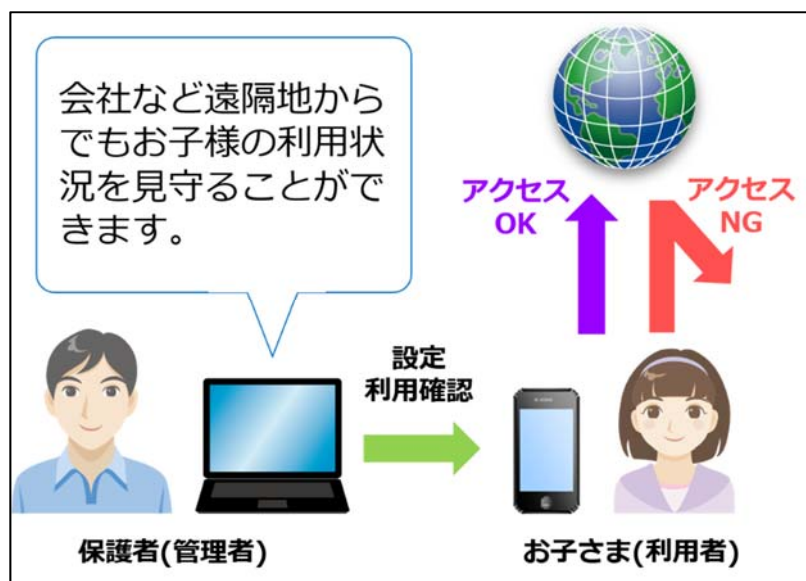 会社など遠隔地から
でもお子様の利用状
況を見守ることがで
きます。
アクセス
OK
アクセス
NG
設定
利用確認
保護者(管理者)
お子さま(利用者)